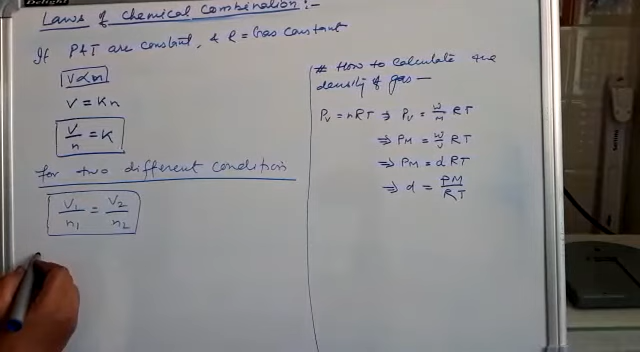 Laws of Chemical Combination :-
If P & T are constant, & R = Gas constant
V ∝ n
V = Kn
V/n = K
for two different condition
V₁/n₁ = V₂/n₂
# How to calculate the
density of gas —
Pv = nRT ⇒ Pv = w/M RT
⇒ PM = w/v RT
⇒ PM = d RT
⇒ d = PM/RT